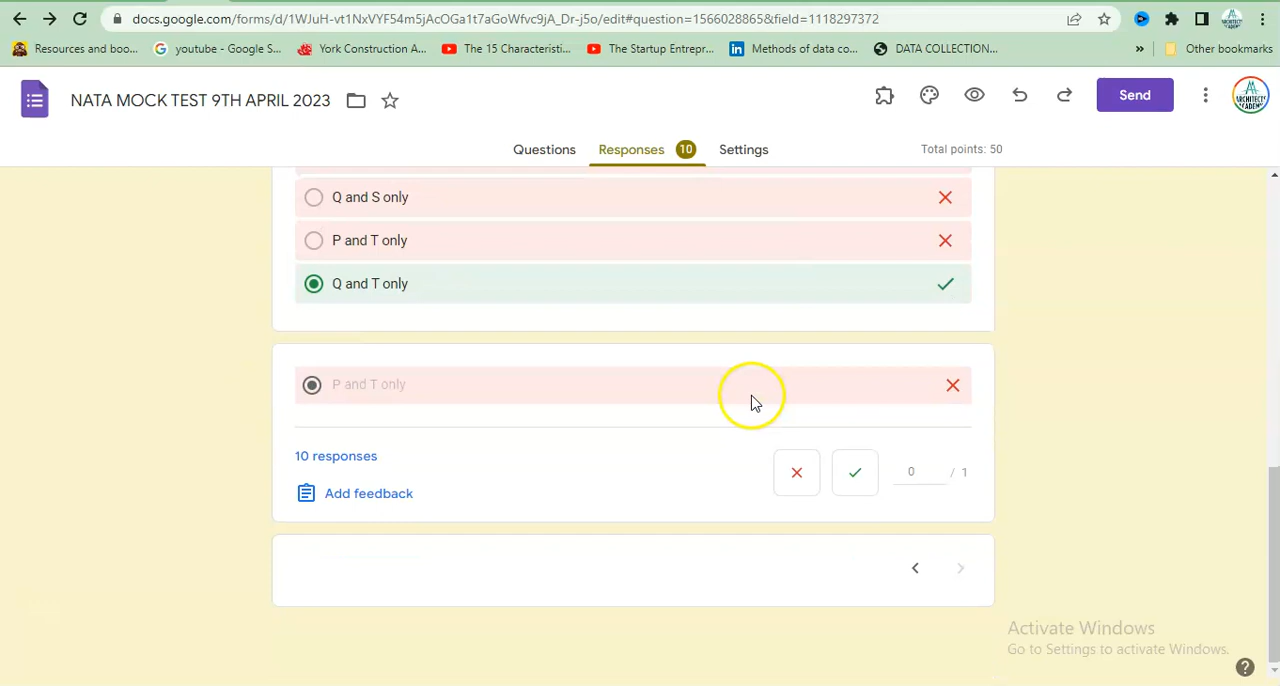 docs.google.com/forms/d/1WJuH-vt1NxVYF54m5jAcOGa1t7aGoWfvc9jA_Dr-j5o/edit#question=1566028865&field=1118297372
Resources and boo...
youtube - Google S...
York Construction A...
The 15 Characteristi...
The Startup Entrepr...
Methods of data co...
DATA COLLECTION...
»
Other bookmarks
NATA MOCK TEST 9TH APRIL 2023
Send
ARCHITECT'S ACADEMY
Questions
Responses 10
Settings
Total points: 50
Q and S only
P and T only
Q and T only
P and T only
10 responses
0 / 1
Add feedback
Activate Windows
Go to Settings to activate Windows.